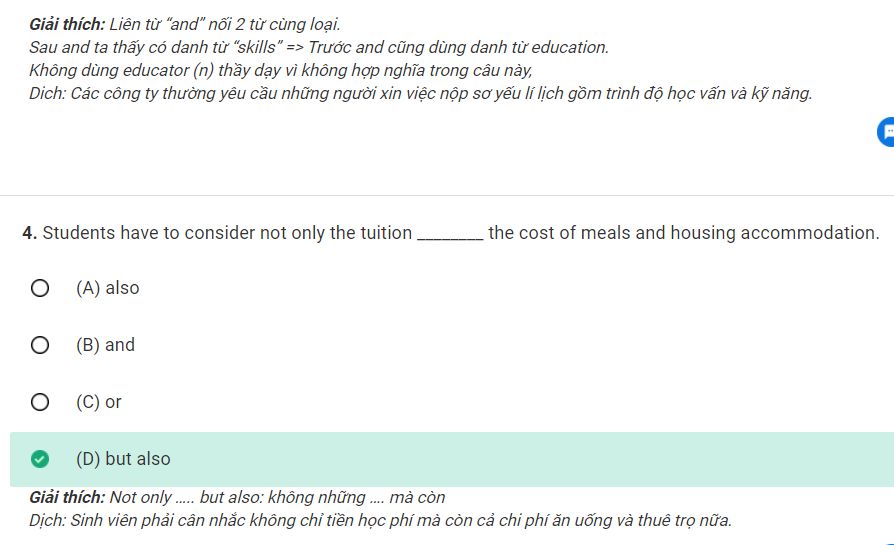 Giải thích: Liên từ “and” nối 2 từ cùng loại.
Sau and ta thấy có danh từ “skills” => Trước and cũng dùng danh từ education.
Không dùng educator (n) thầy dạy vì không hợp nghĩa trong câu này,
Dich: Các công ty thường yêu cầu những người xin việc nộp sơ yếu lí lịch gồm trình độ học vấn và kỹ năng.
4. Students have to consider not only the tuition ________ the cost of meals and housing accommodation.
(A) also
(B) and
(C) or
(D) but also
Giải thích: Not only ..... but also: không những .... mà còn
Dịch: Sinh viên phải cân nhắc không chỉ tiền học phí mà còn cả chi phí ăn uống và thuê trọ nữa.